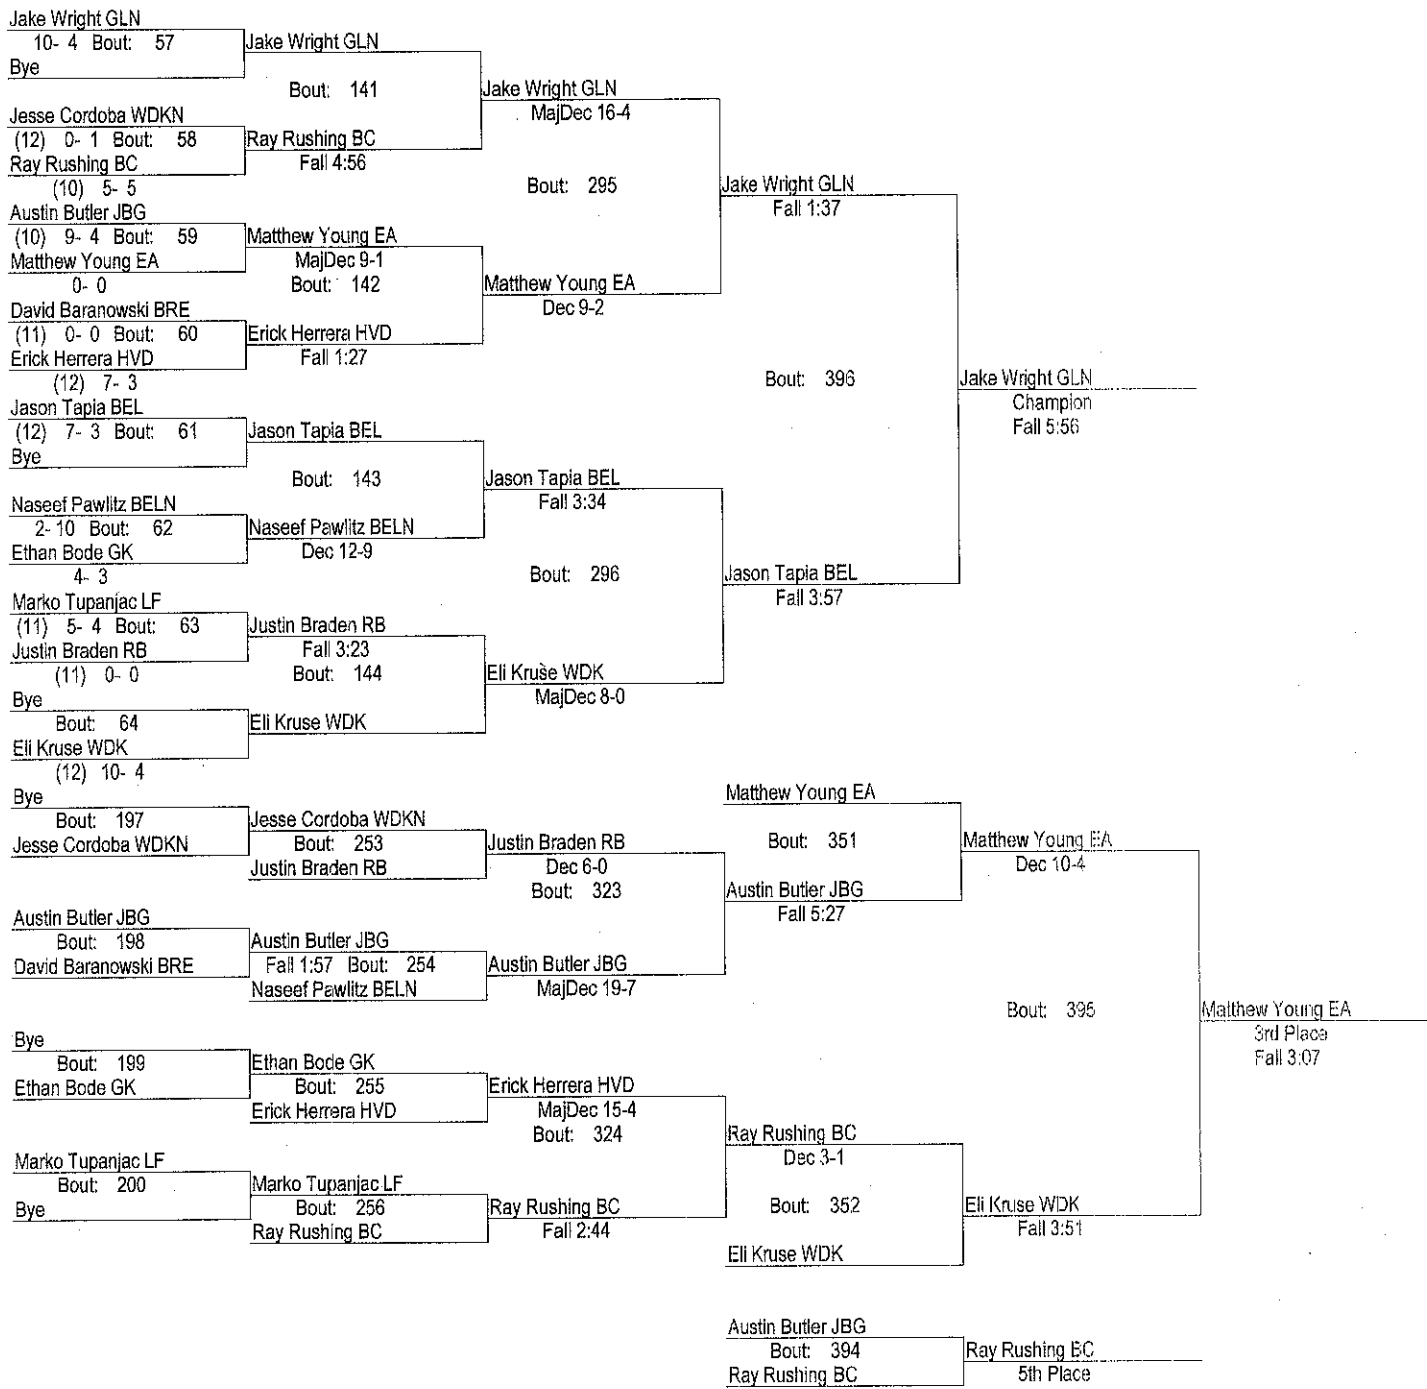 Jake Wright GLN
10- 4 Bout: 57
Bye
Jake Wright GLN
Bout: 141
Jesse Cordoba WDKN
(12) 0- 1 Bout: 58
Ray Rushing BC
(10) 5- 5
Ray Rushing BC
Fall 4:56
Jake Wright GLN
MajDec 16-4
Bout: 295
Austin Butler JBG
(10) 9- 4 Bout: 59
Matthew Young EA
0- 0
Matthew Young EA
MajDec 9-1
Bout: 142
David Baranowski BRE
(11) 0- 0 Bout: 60
Erick Herrera HVD
(12) 7- 3
Erick Herrera HVD
Fall 1:27
Matthew Young EA
Dec 9-2
Jake Wright GLN
Fall 1:37
Bout: 396
Jake Wright GLN
Champion
Fall 5:56
Jason Tapia BEL
(12) 7- 3 Bout: 61
Bye
Jason Tapia BEL
Bout: 143
Naseef Pawlitz BELN
2- 10 Bout: 62
Ethan Bode GK
4- 3
Naseef Pawlitz BELN
Dec 12-9
Jason Tapia BEL
Fall 3:34
Bout: 296
Jason Tapia BEL
Fall 3:57
Marko Tupanjac LF
(11) 5- 4 Bout: 63
Justin Braden RB
(11) 0- 0
Justin Braden RB
Fall 3:23
Bout: 144
Bye
Bout: 64
Eli Kruse WDK
(12) 10- 4
Eli Kruse WDK
Eli Kruse WDK
MajDec 8-0
Bye
Bout: 197
Jesse Cordoba WDKN
Jesse Cordoba WDKN
Bout: 253
Justin Braden RB
Justin Braden RB
Dec 6-0
Bout: 323
Austin Butler JBG
Bout: 198
David Baranowski BRE
Austin Butler JBG
Fall 1:57 Bout: 254
Naseef Pawlitz BELN
Austin Butler JBG
MajDec 19-7
Matthew Young EA
Bout: 351
Austin Butler JBG
Fall 5:27
Matthew Young EA
Dec 10-4
Bout: 395
Matthew Young EA
3rd Place
Fall 3:07
Bye
Bout: 199
Ethan Bode GK
Ethan Bode GK
Bout: 255
Erick Herrera HVD
Erick Herrera HVD
MajDec 15-4
Bout: 324
Marko Tupanjac LF
Bout: 200
Bye
Marko Tupanjac LF
Bout: 256
Ray Rushing BC
Ray Rushing BC
Fall 2:44
Ray Rushing BC
Dec 3-1
Bout: 352
Eli Kruse WDK
Eli Kruse WDK
Fall 3:51
Austin Butler JBG
Bout: 394
Ray Rushing BC
Ray Rushing BC
5th Place